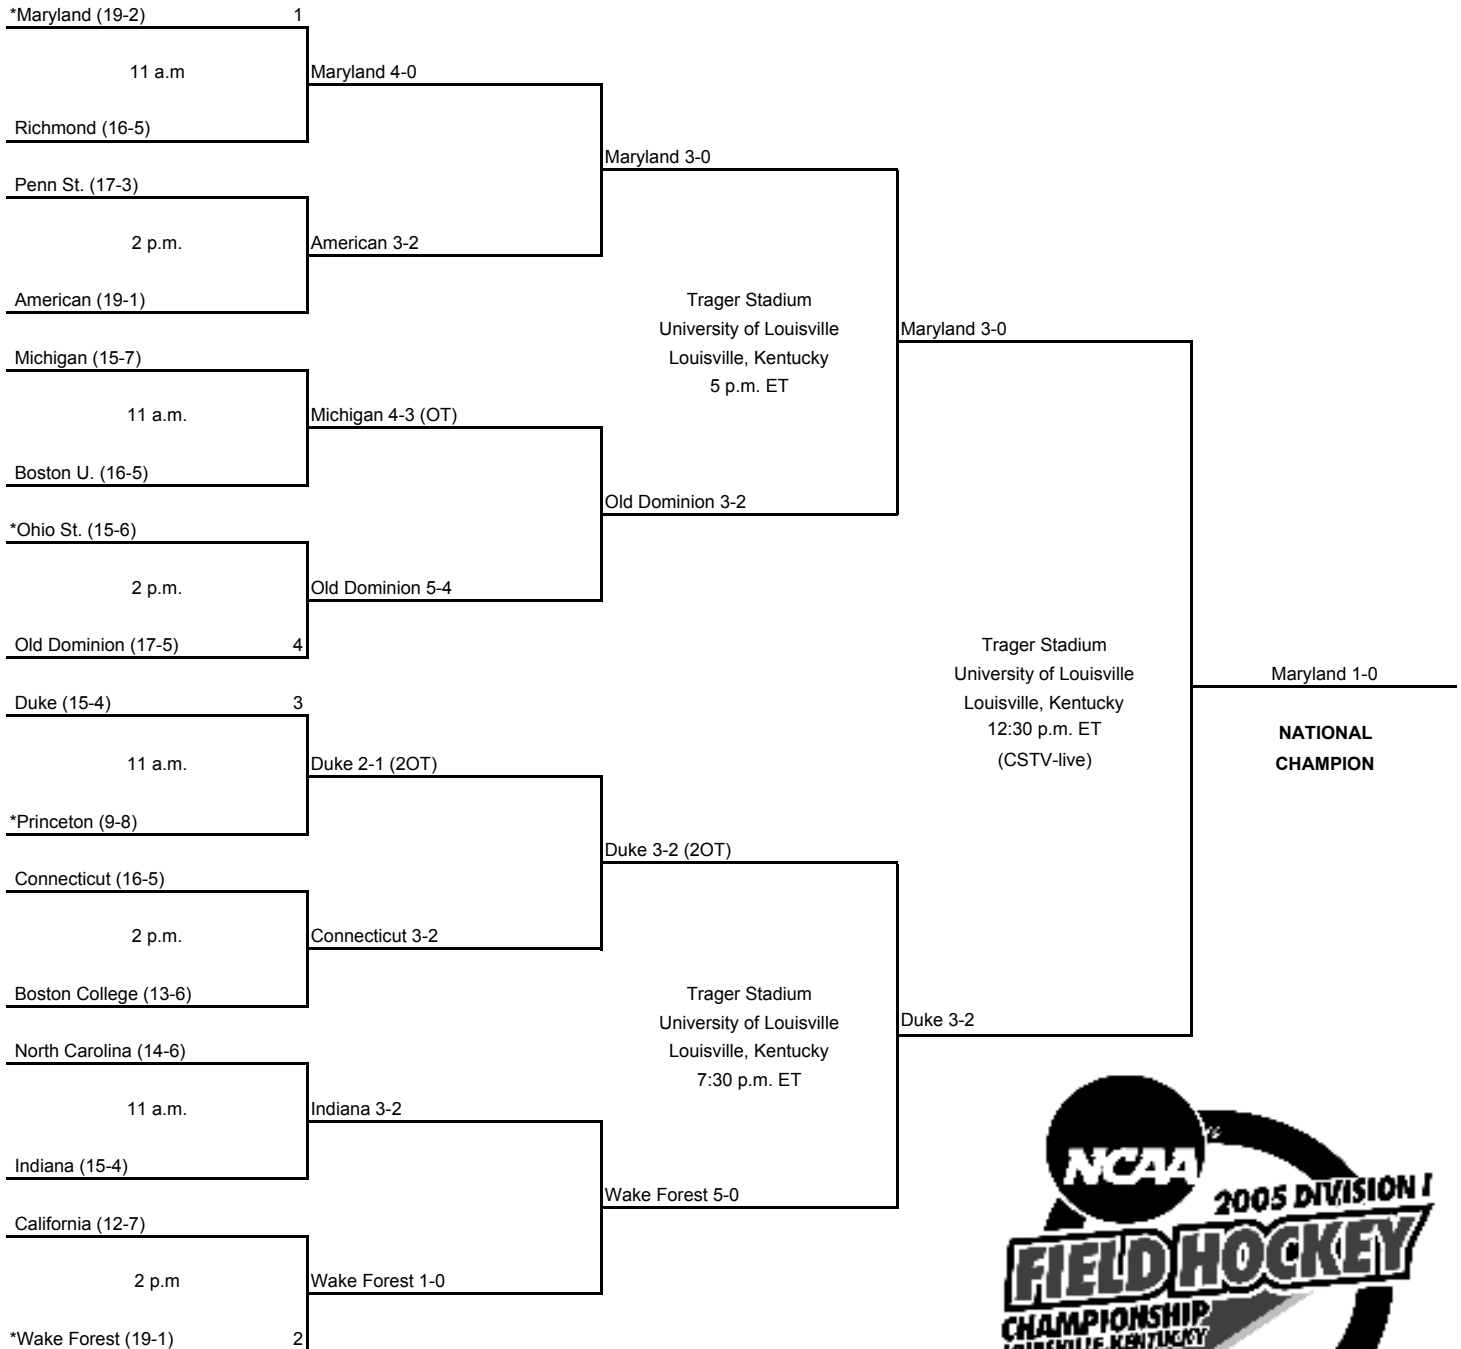 *Maryland (19-2) 1
11 a.m
Maryland 4-0
Richmond (16-5)
Maryland 3-0
Penn St. (17-3)
2 p.m.
American 3-2
American (19-1)
Trager Stadium
University of Louisville
Louisville, Kentucky
5 p.m. ET
Maryland 3-0
Michigan (15-7)
11 a.m.
Michigan 4-3 (OT)
Boston U. (16-5)
Old Dominion 3-2
*Ohio St. (15-6)
2 p.m.
Old Dominion 5-4
Old Dominion (17-5) 4
Trager Stadium
University of Louisville
Louisville, Kentucky
12:30 p.m. ET
(CSTV-live)
Maryland 1-0
NATIONAL
CHAMPION
Duke (15-4) 3
11 a.m.
Duke 2-1 (2OT)
*Princeton (9-8)
Duke 3-2 (2OT)
Connecticut (16-5)
2 p.m.
Connecticut 3-2
Boston College (13-6)
Trager Stadium
University of Louisville
Louisville, Kentucky
7:30 p.m. ET
Duke 3-2
North Carolina (14-6)
11 a.m.
Indiana 3-2
Indiana (15-4)
Wake Forest 5-0
California (12-7)
2 p.m
Wake Forest 1-0
*Wake Forest (19-1) 2
NCAA
2005 DIVISION I
FIELD HOCKEY
CHAMPIONSHIP
LOUISVILLE, KENTUCKY